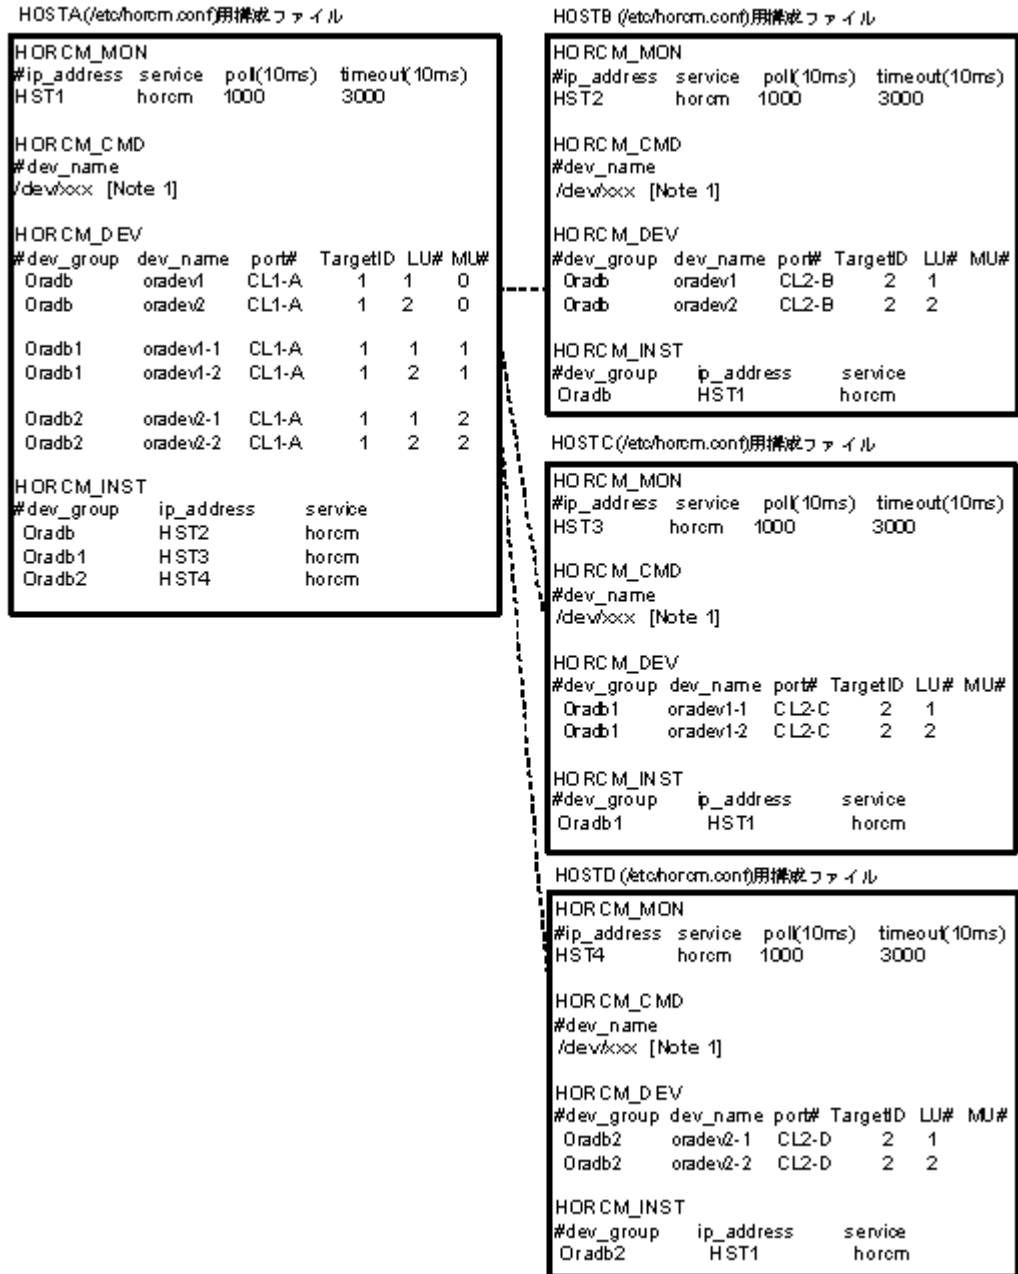 HOSTA(/etc/horcm.conf)用構成ファイル
HORCM_MON
#ip_address service poll(10ms) timeout(10ms)
HST1 horcm 1000 3000
HORCM_CMD
#dev_name
/dev/xxx [Note 1]
HORCM_DEV
#dev_group dev_name port# TargetID LU# MU#
Oradb oradev1 CL1-A 1 1 0
Oradb oradev2 CL1-A 1 2 0
Oradb1 oradev1-1 CL1-A 1 1 1
Oradb1 oradev1-2 CL1-A 1 2 1
Oradb2 oradev2-1 CL1-A 1 1 2
Oradb2 oradev2-2 CL1-A 1 2 2
HORCM_INST
#dev_group ip_address service
Oradb HST2 horcm
Oradb1 HST3 horcm
Oradb2 HST4 horcm
HOSTB (/etc/horcm.conf)用構成ファイル
HORCM_MON
#ip_address service poll(10ms) timeout(10ms)
HST2 horcm 1000 3000
HORCM_CMD
#dev_name
/dev/xxx [Note 1]
HORCM_DEV
#dev_group dev_name port# TargetID LU# MU#
Oradb oradev1 CL2-B 2 1
Oradb oradev2 CL2-B 2 2
HORCM_INST
#dev_group ip_address service
Oradb HST1 horcm
HOSTC(/etc/horcm.conf)用構成ファイル
HORCM_MON
#ip_address service poll(10ms) timeout(10ms)
HST3 horcm 1000 3000
HORCM_CMD
#dev_name
/dev/xxx [Note 1]
HORCM_DEV
#dev_group dev_name port# TargetID LU# MU#
Oradb1 oradev1-1 CL2-C 2 1
Oradb1 oradev1-2 CL2-C 2 2
HORCM_INST
#dev_group ip_address service
Oradb1 HST1 horcm
HOSTD (/etc/horcm.conf)用構成ファイル
HORCM_MON
#ip_address service poll(10ms) timeout(10ms)
HST4 horcm 1000 3000
HORCM_CMD
#dev_name
/dev/xxx [Note 1]
HORCM_DEV
#dev_group dev_name port# TargetID LU# MU#
Oradb2 oradev2-1 CL2-D 2 1
Oradb2 oradev2-2 CL2-D 2 2
HORCM_INST
#dev_group ip_address service
Oradb2 HST1 horcm